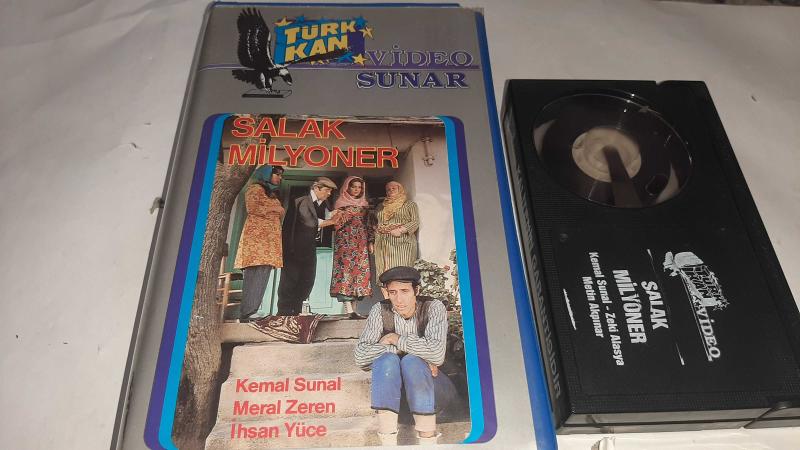 TÜRK
KAN
VİDEO
SUNAR
SALAK
MİLYONER
Kemal Sunal
Meral Zeren
İhsan Yüce
VİDEO
SALAK
MİLYONER
Kemal Sunal - Zeki Alasya
Metin Akpınar